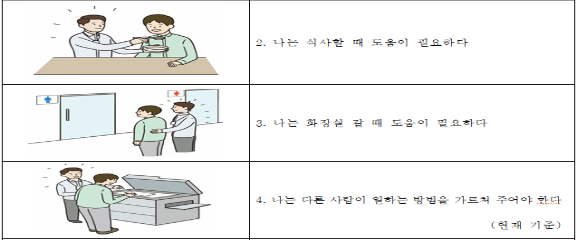 2. 나는 식사할 때 도움이 필요하다
3. 나는 화장실 갈 때 도움이 필요하다
4. 나는 다른 사람이 일하는 방법을 가르쳐 주어야 한다
(현재 기준)